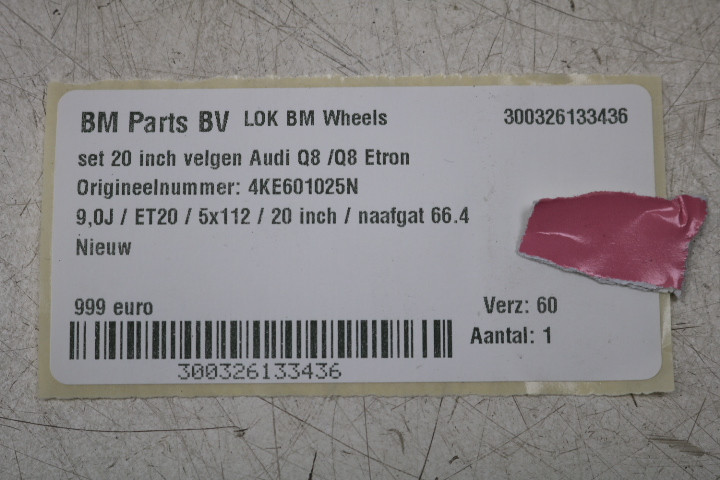 BM Parts BV LOK BM Wheels 300326133436
set 20 inch velgen Audi Q8 /Q8 Etron
Origineelnummer: 4KE601025N
9,0J / ET20 / 5x112 / 20 inch / naafgat 66.4
Nieuw
999 euro Verz: 60
Aantal: 1
300326133436